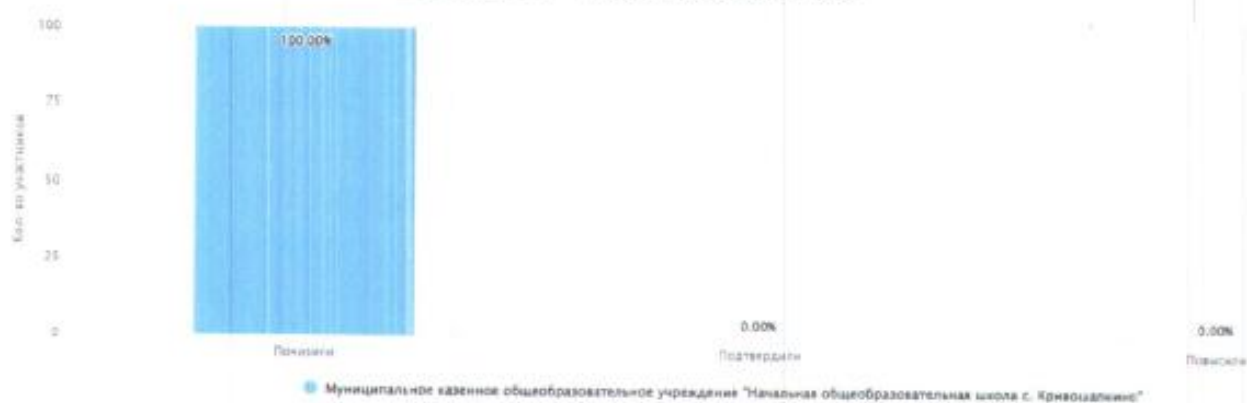 100
100.00%
75
Кол-во участников
50
25
0
0.00%
0.00%
Понизили
Подтвердили
Повысили
Муниципальное казенное общеобразовательное учреждение "Начальная общеобразовательная школа с. Кривошапкино"